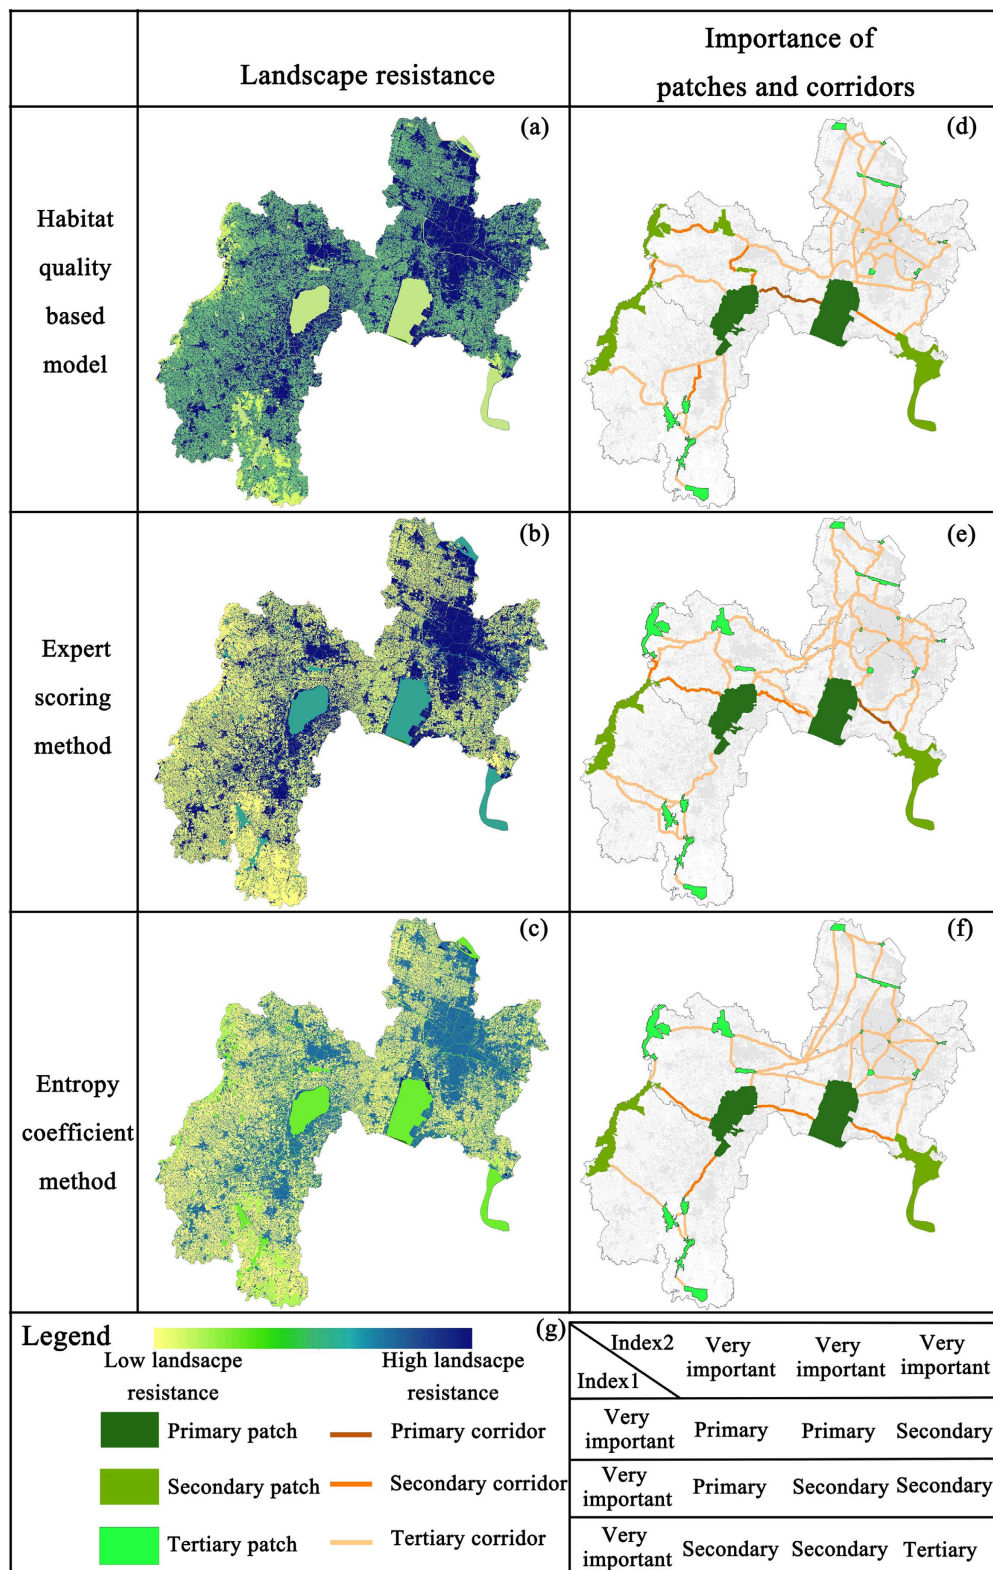 Landscape resistance
Importance of
patches and corridors
Habitat
quality
based
model
(a)
(d)
Expert
scoring
method
(b)
(e)
Entropy
coefficient
method
(c)
(f)
Legend
(g)
Low landsacpe
resistance
High landsacpe
resistance
Primary patch
Primary corridor
Secondary patch
Secondary corridor
Tertiary patch
Tertiary corridor
Index2
Index1
Very
important
Very
important
Very
important
Very
important
Primary
Primary
Secondary
Very
important
Primary
Secondary
Secondary
Very
important
Secondary
Secondary
Tertiary